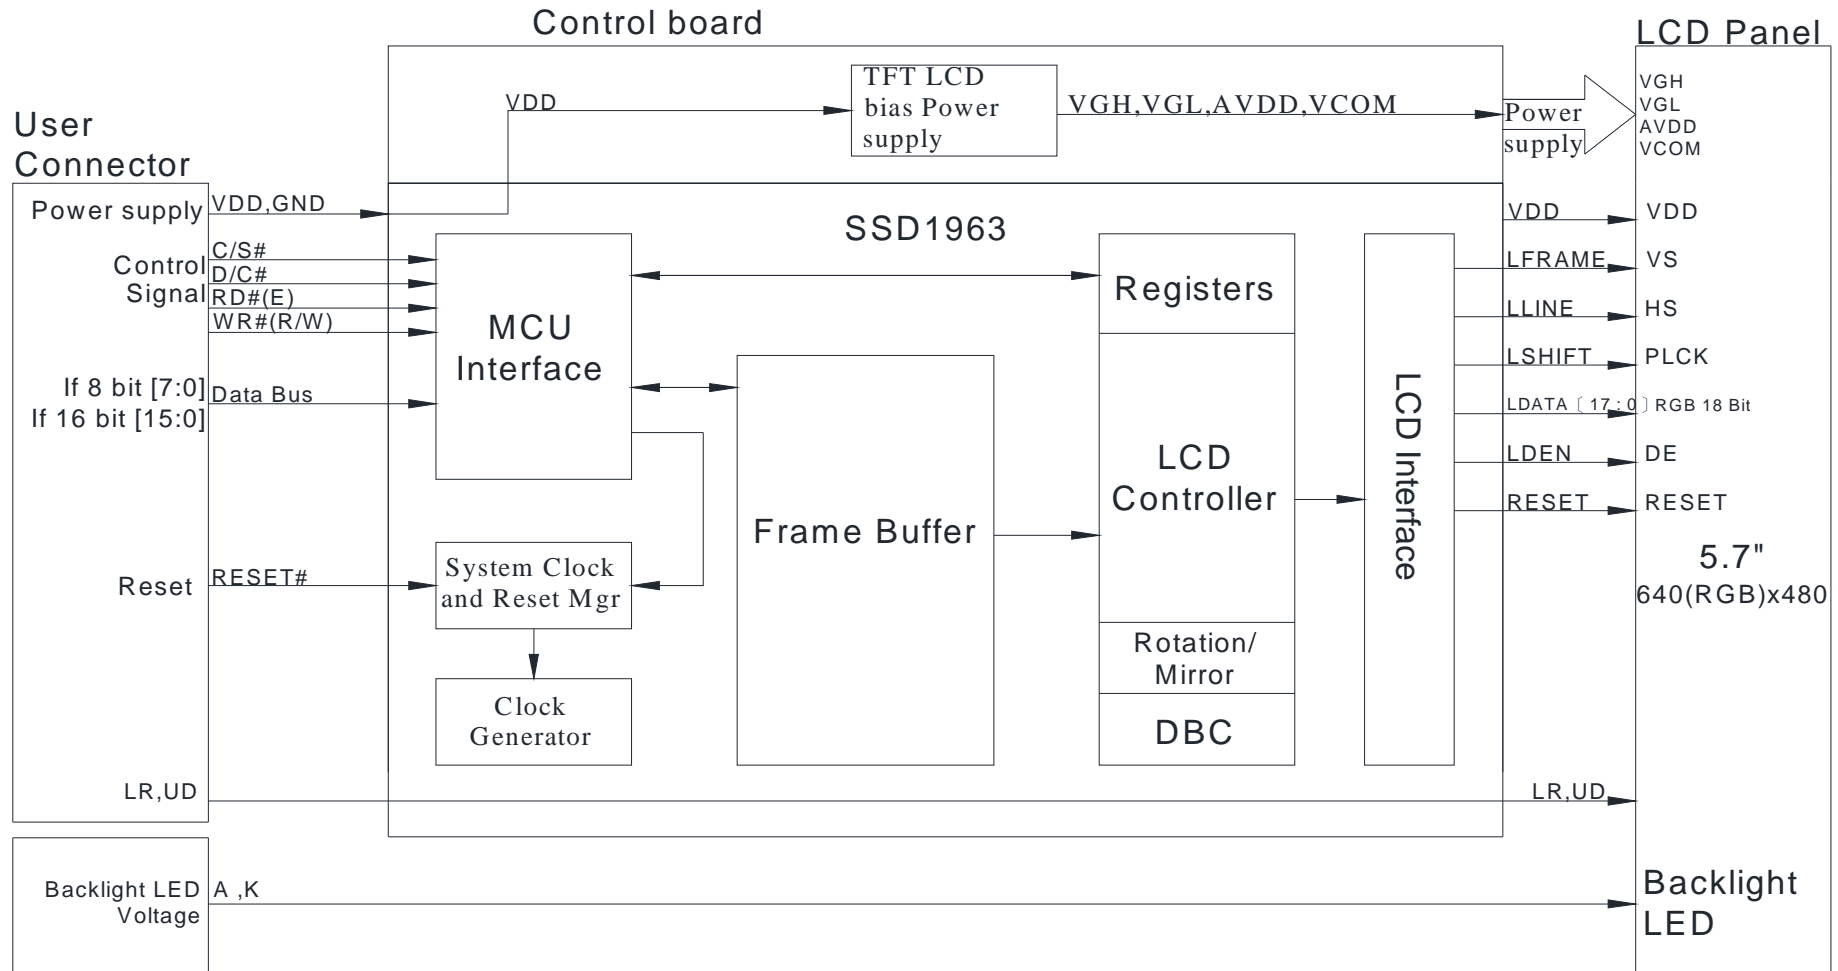 Control board
LCD Panel
User
Connector
VDD
TFT LCD
bias Power
supply
VGH,VGL,AVDD,VCOM
Power
supply
VGH
VGL
AVDD
VCOM
Power supply
VDD,GND
SSD1963
VDD
VDD
Control
Signal
C/S#
D/C#
RD#(E)
WR#(R/W)
MCU
Interface
Registers
LCD Interface
LFRAME
VS
LLINE
HS
LSHIFT
PLCK
If 8 bit [7:0]
If 16 bit [15:0]
Data Bus
LDATA〔17:0〕RGB 18 Bit
LCD
Controller
LDEN
DE
RESET
RESET
Frame Buffer
5.7"
640(RGB)x480
Reset
RESET#
System Clock
and Reset Mgr
Rotation/
Mirror
Clock
Generator
DBC
LR,UD
LR,UD
Backlight LED
Voltage
A ,K
Backlight
LED